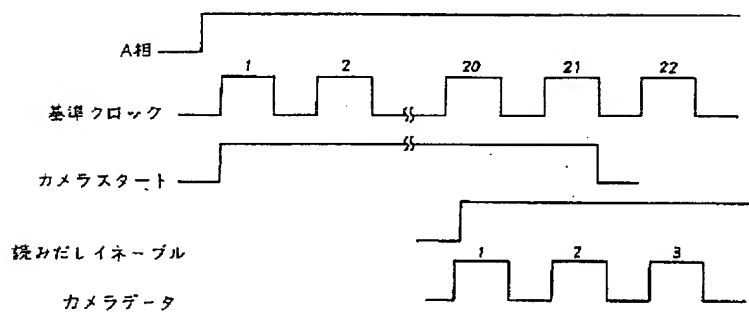 A相
1 2 20 21 22
基準クロック
カメラスタート
読みだしイネーブル
1 2 3
カメラデータ